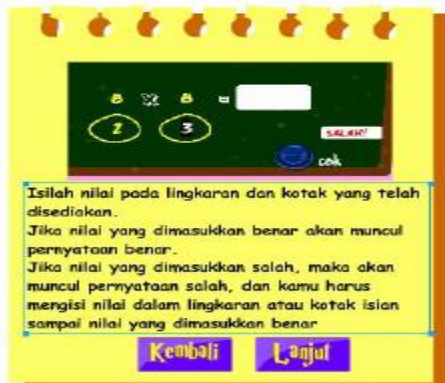 8 x 8 =
2 3
SALAH!
cek
Isilah nilai pada lingkaran dan kotak yang telah
disediakan.
Jika nilai yang dimasukkan benar akan muncul
pernyataan benar.
Jika nilai yang dimasukkan salah, maka akan
muncul pernyataan salah, dan kamu harus
mengisi nilai dalam lingkaran atau kotak isian
sampai nilai yang dimasukkan benar
Kembali Lanjut